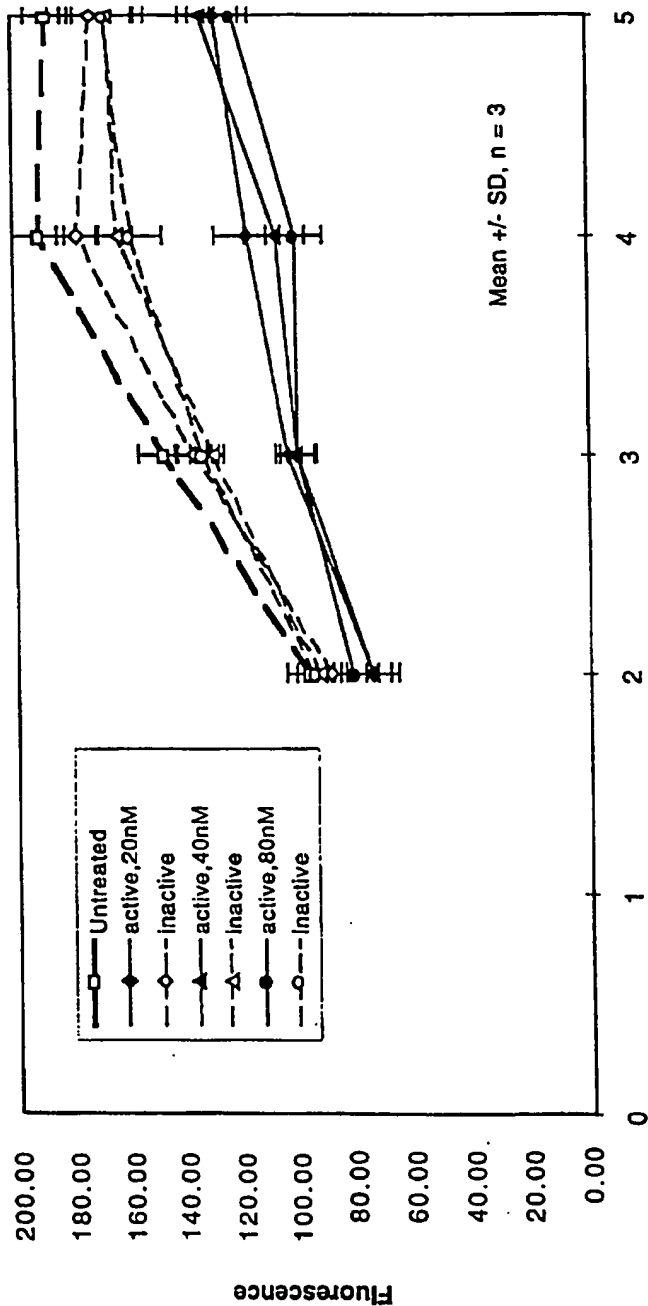 Fluorescence
200.00
180.00
160.00
140.00
120.00
100.00
80.00
60.00
40.00
20.00
0.00
Untreated
active,20nM
inactive
active,40nM
inactive
active,80nM
inactive
Mean +/- SD, n = 3
0 1 2 3 4 5